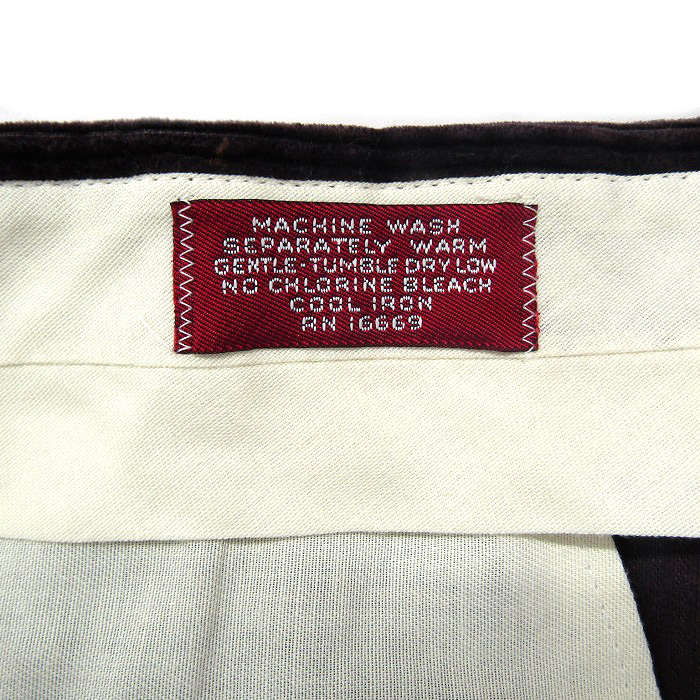 MACHINE WASH
SEPARATELY WARM
GENTLE·TUMBLE DRY LOW
NO CHLORINE BLEACH
COOL IRON
RN 16669